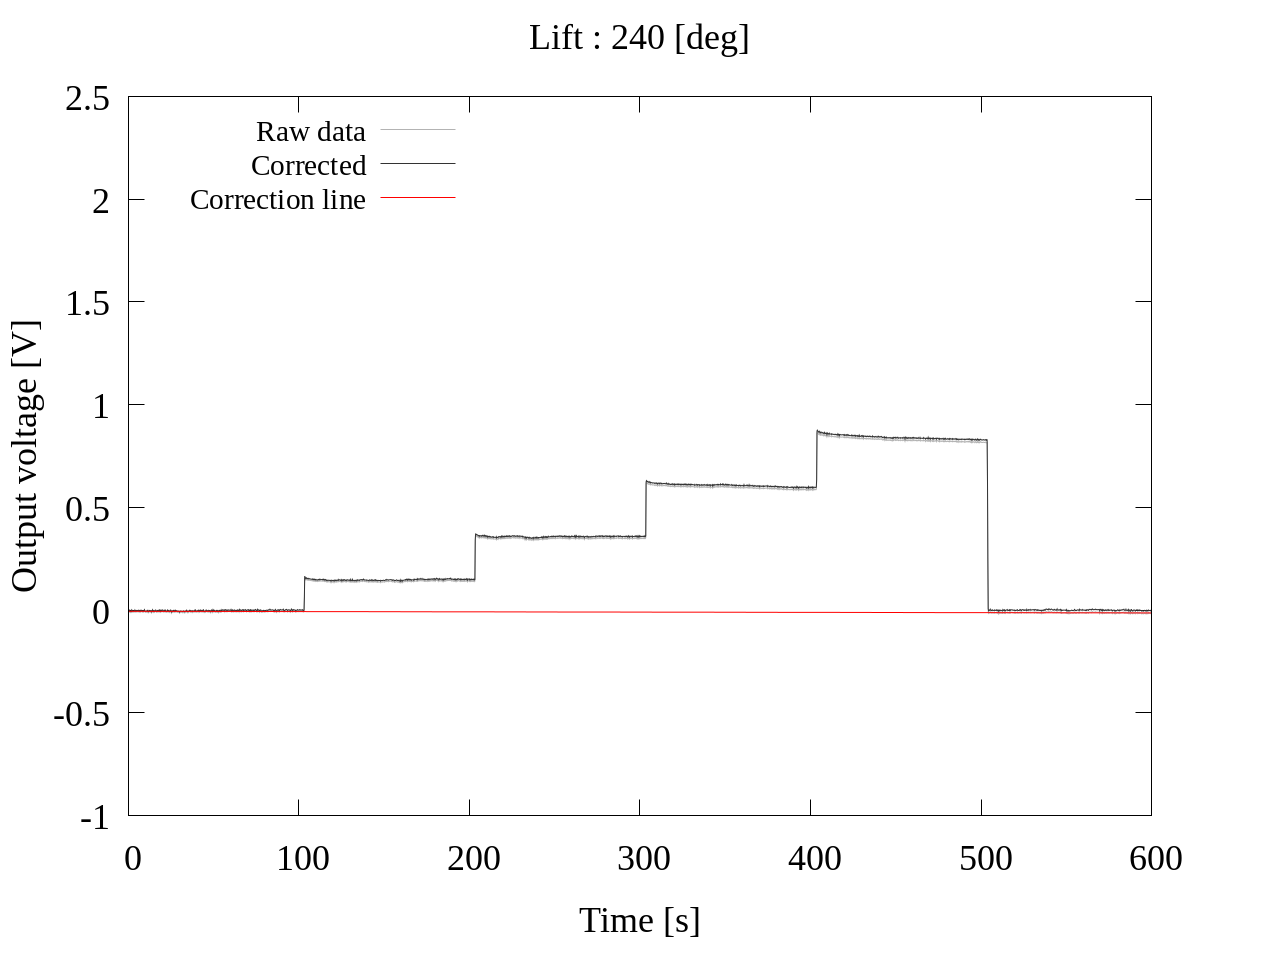 Lift : 240 [deg]
2.5
2
1.5
1
0.5
0
-0.5
-1
Output voltage [V]
Raw data
Corrected
Correction line
0 100 200 300 400 500 600
Time [s]